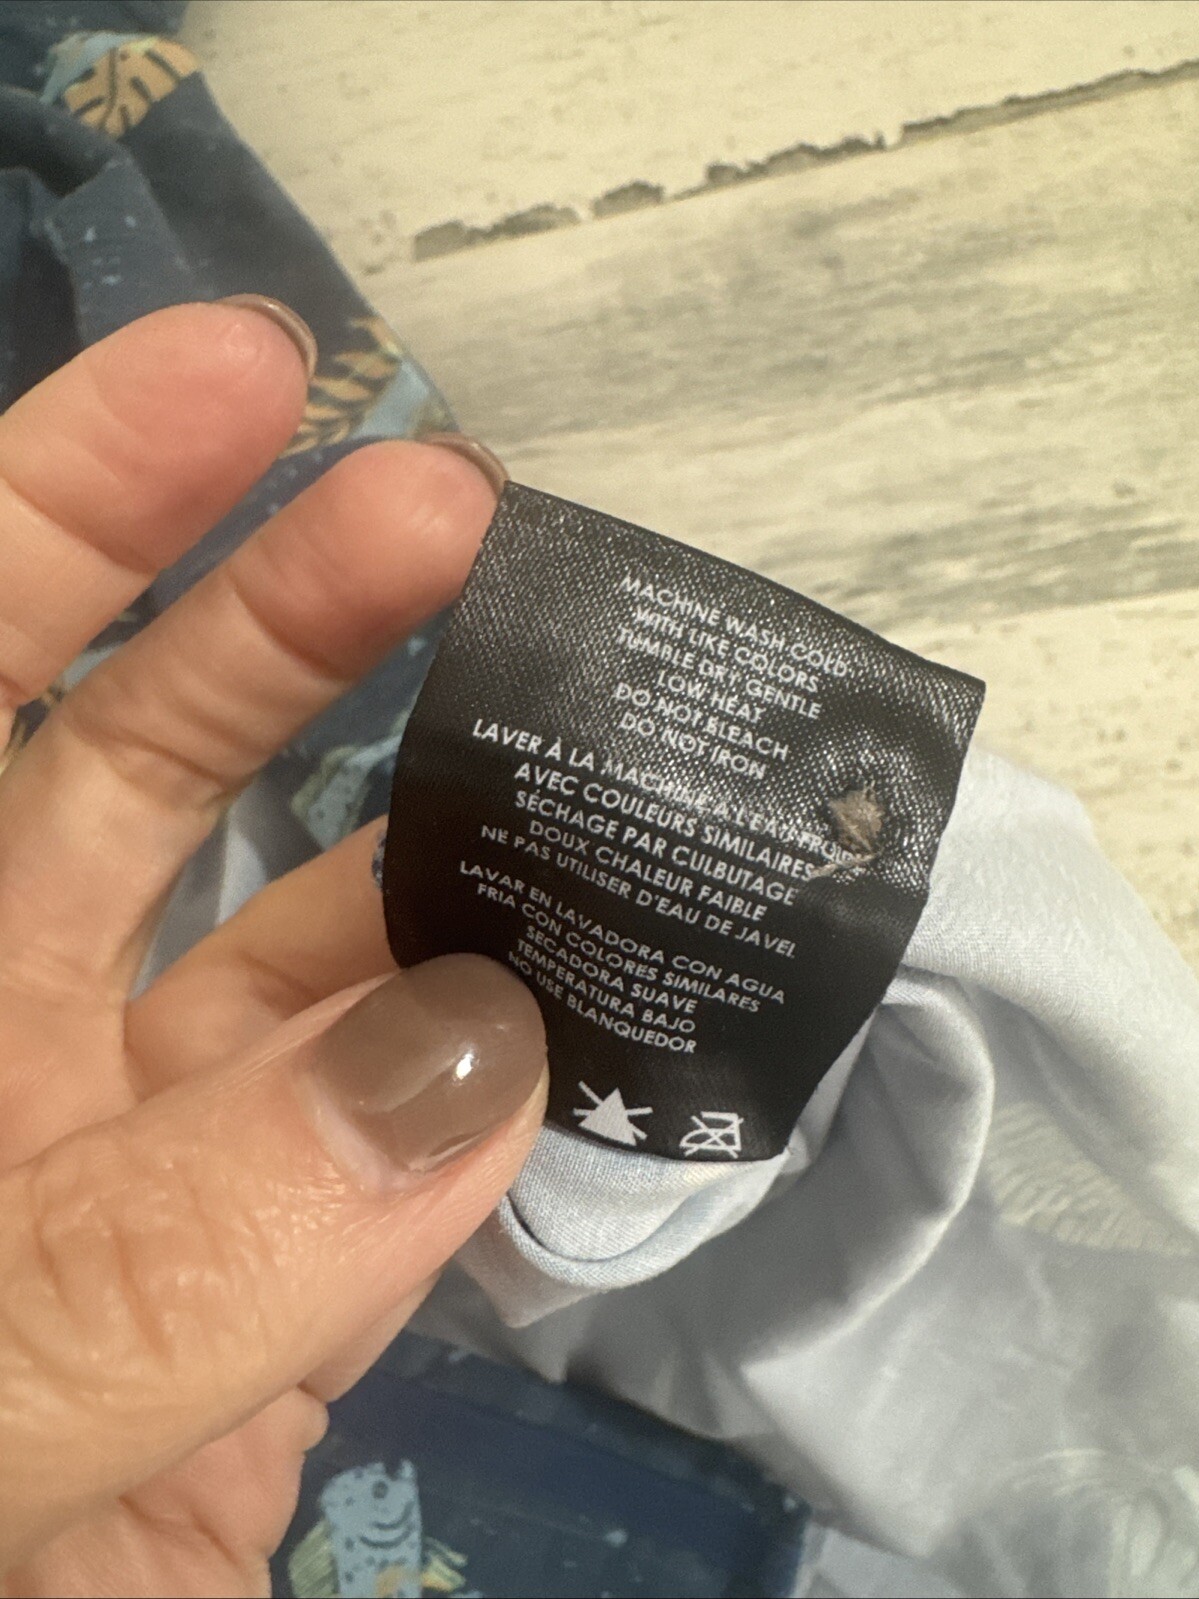 MACHINE WASH COLD
WITH LIKE COLORS
TUMBLE DRY GENTLE
LOW HEAT
DO NOT BLEACH
DO NOT IRON
LAVER À LA MACHINE A L'EAU FROIDE
AVEC COULEURS SIMILAIRES
SÉCHAGE PAR CULBUTAGE
DOUX CHALEUR FAIBLE
NE PAS UTILISER D'EAU DE JAVEL
LAVAR EN LAVADORA CON AGUA
FRIA CON COLORES SIMILARES
SECADORA SUAVE
TEMPERATURA BAJO
NO USE BLANQUEDOR